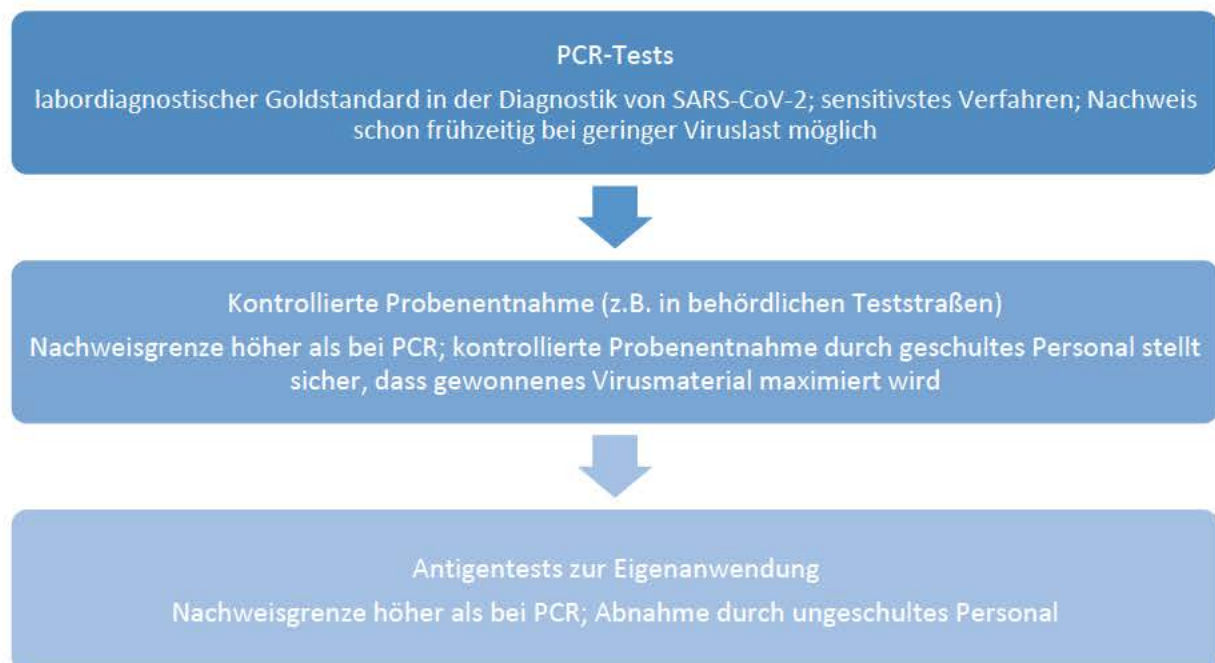 PCR-Tests
labordiagnostischer Goldstandard in der Diagnostik von SARS-CoV-2; sensitivstes Verfahren; Nachweis
schon frühzeitig bei geringer Viruslast möglich
Kontrollierte Probenentnahme (z.B. in behördlichen Teststraßen)
Nachweisgrenze höher als bei PCR; kontrollierte Probenentnahme durch geschultes Personal stellt
sicher, dass gewonnenes Virusmaterial maximiert wird
Antigentests zur Eigenanwendung
Nachweisgrenze höher als bei PCR; Abnahme durch ungeschultes Personal